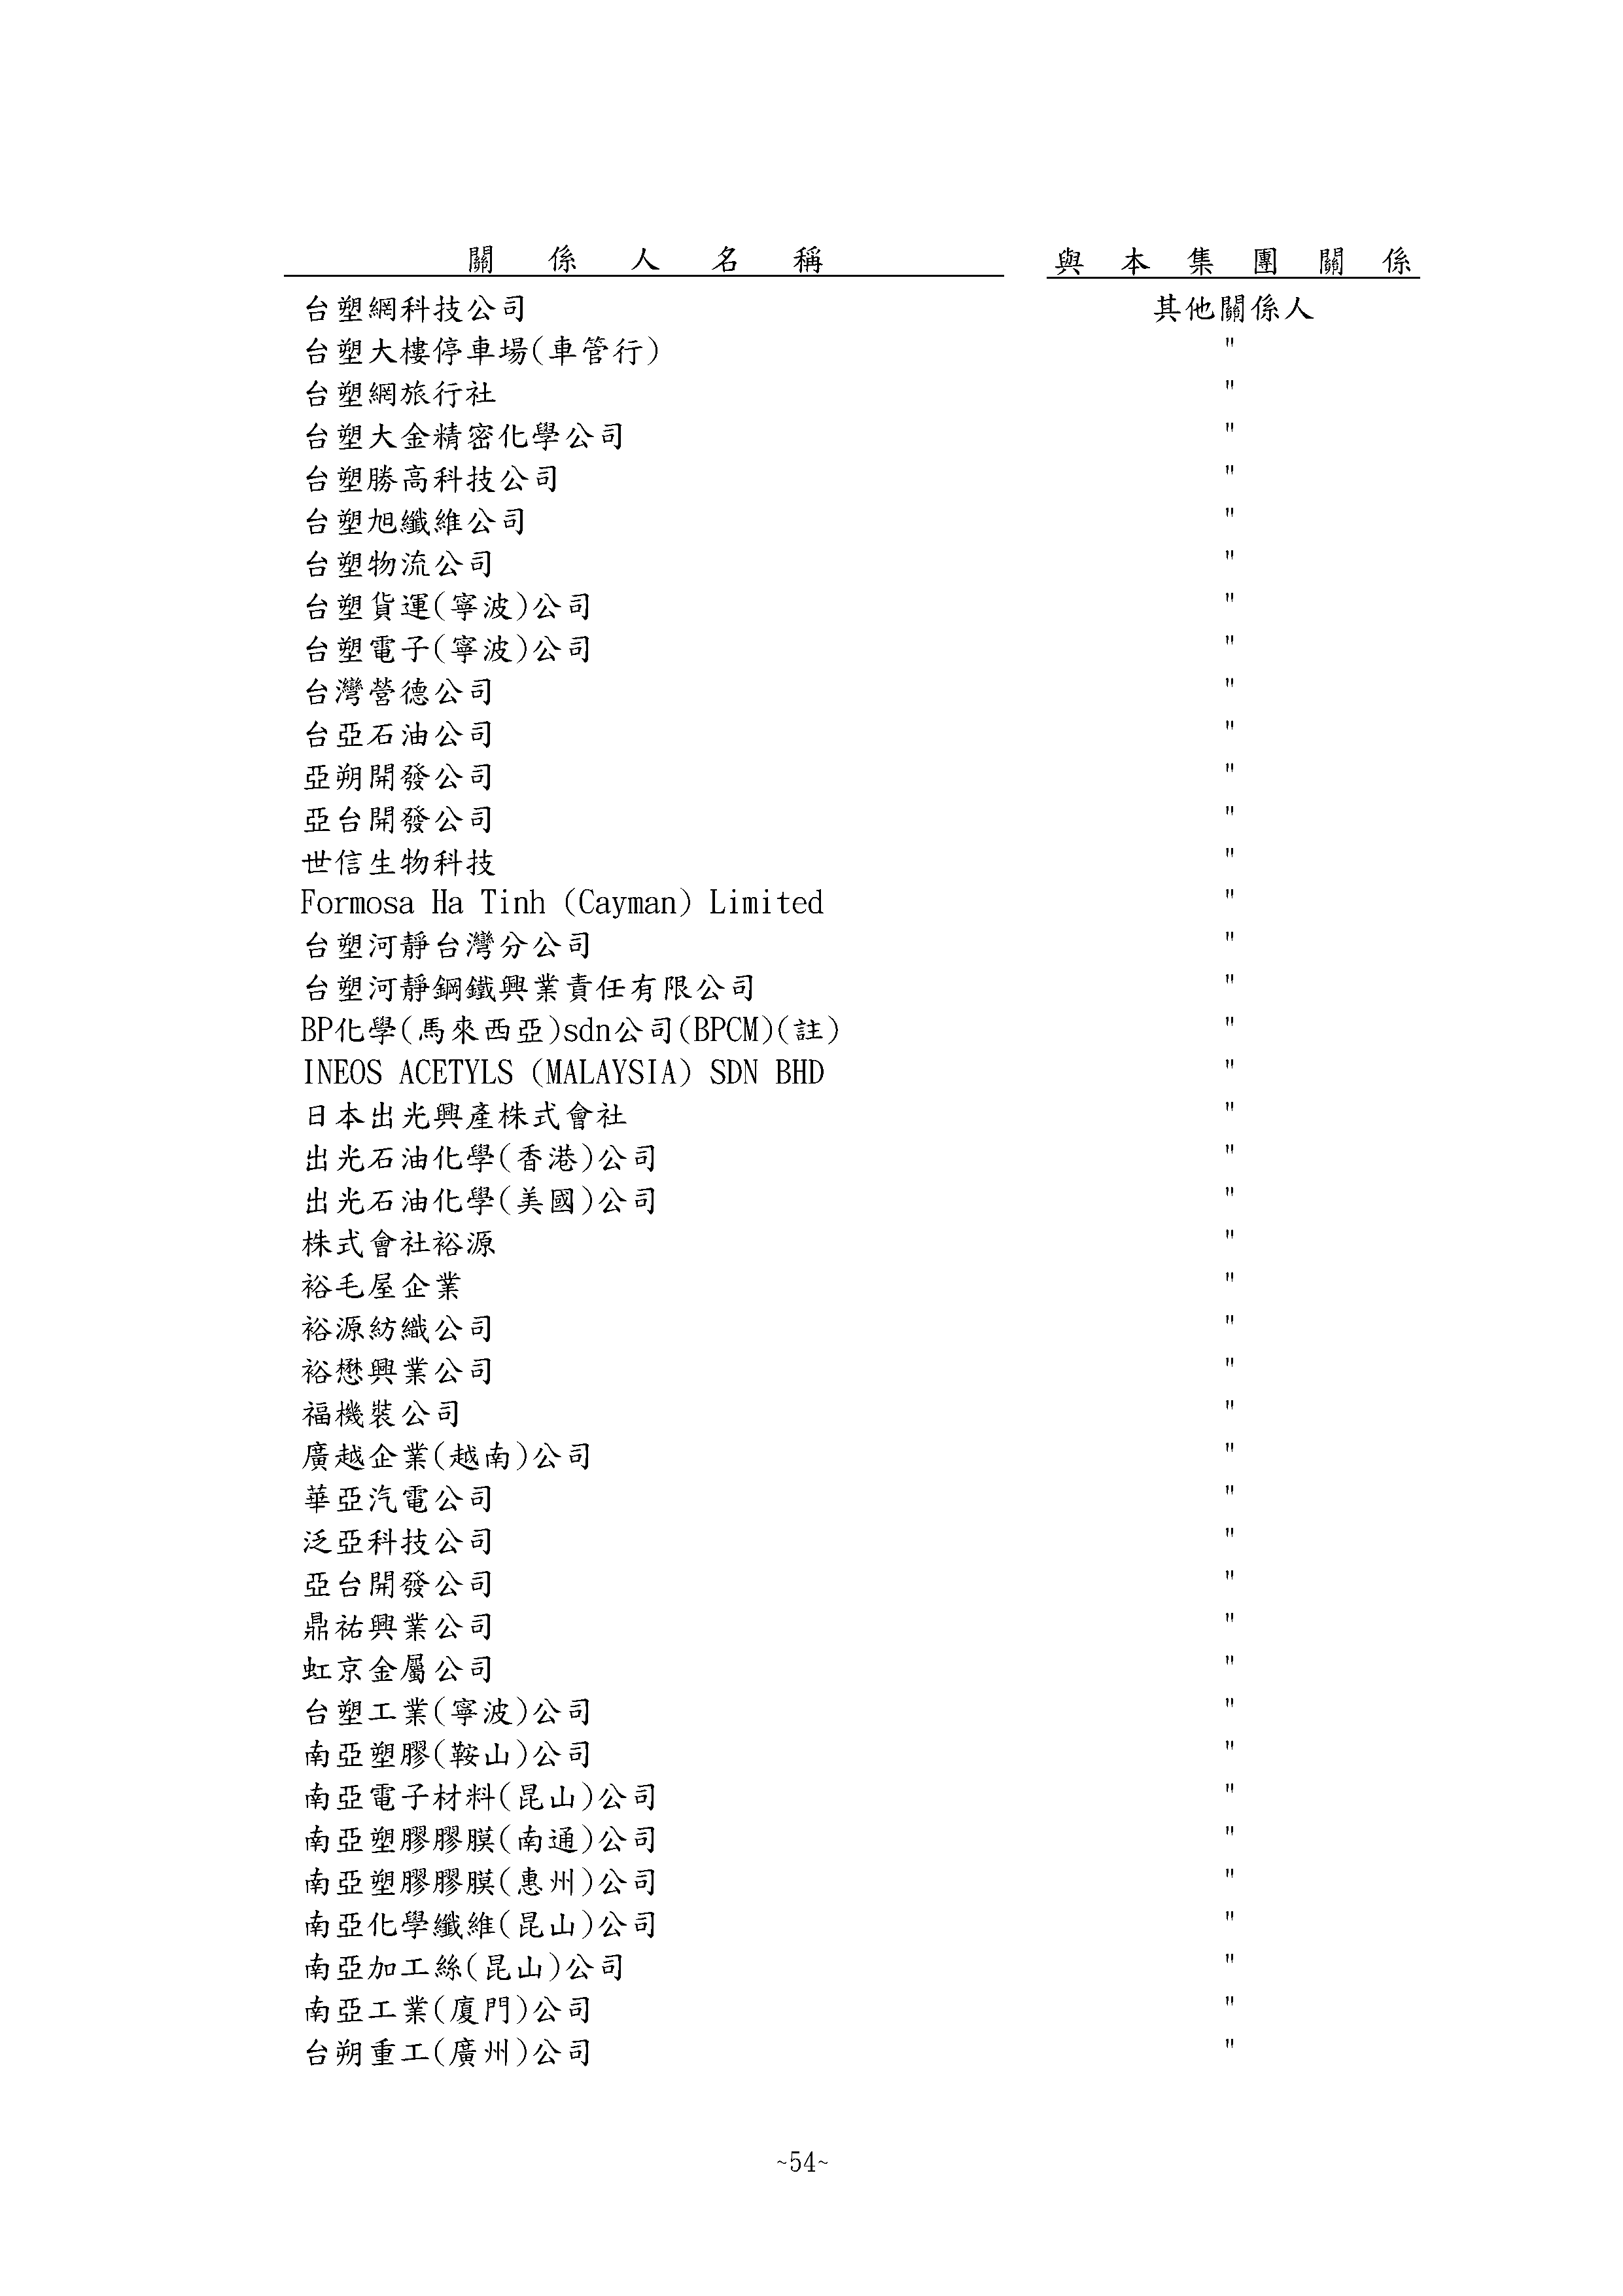 關係人名稱 與本集團關係
台塑網科技公司 其他關係人
台塑大樓停車場(車管行) "
台塑網旅行社 "
台塑大金精密化學公司 "
台塑勝高科技公司 "
台塑旭纖維公司 "
台塑物流公司 "
台塑貨運(寧波)公司 "
台塑電子(寧波)公司 "
台灣營德公司 "
台亞石油公司 "
亞朔開發公司 "
亞台開發公司 "
世信生物科技 "
Formosa Ha Tinh (Cayman) Limited "
台塑河靜台灣分公司 "
台塑河靜鋼鐵興業責任有限公司 "
BP化學(馬來西亞)sdn公司(BPCM)(註) "
INEOS ACETYLS (MALAYSIA) SDN BHD "
日本出光興產株式會社 "
出光石油化學(香港)公司 "
出光石油化學(美國)公司 "
株式會社裕源 "
裕毛屋企業 "
裕源紡織公司 "
裕懋興業公司 "
福機裝公司 "
廣越企業(越南)公司 "
華亞汽電公司 "
泛亞科技公司 "
亞台開發公司 "
鼎祐興業公司 "
虹京金屬公司 "
台塑工業(寧波)公司 "
南亞塑膠(鞍山)公司 "
南亞電子材料(昆山)公司 "
南亞塑膠膠膜(南通)公司 "
南亞塑膠膠膜(惠州)公司 "
南亞化學纖維(昆山)公司 "
南亞加工絲(昆山)公司 "
南亞工業(廈門)公司 "
台朔重工(廣州)公司 "
~54~